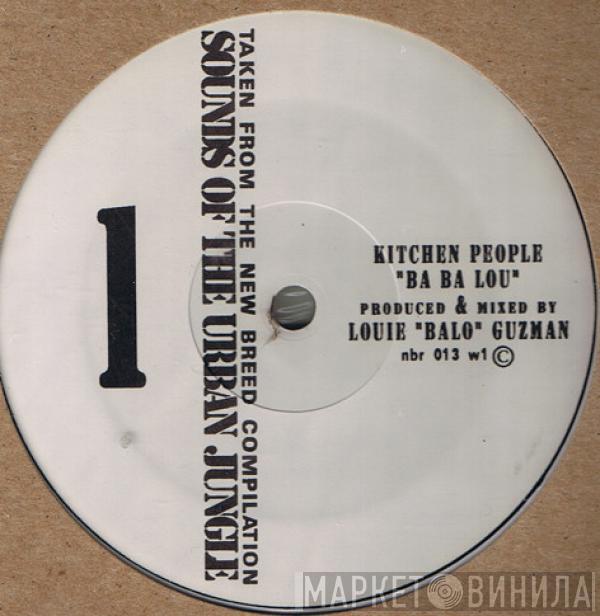 TAKEN FROM THE NEW BREED COMPILATION
SOUNDS OF THE URBAN JUNGLE
1
KITCHEN PEOPLE
"BA BA LOU"
PRODUCED & MIXED BY
LOUIE "BALO" GUZMAN
nbr 013 w1 ©
МАРКЕТ ВИНИЛА